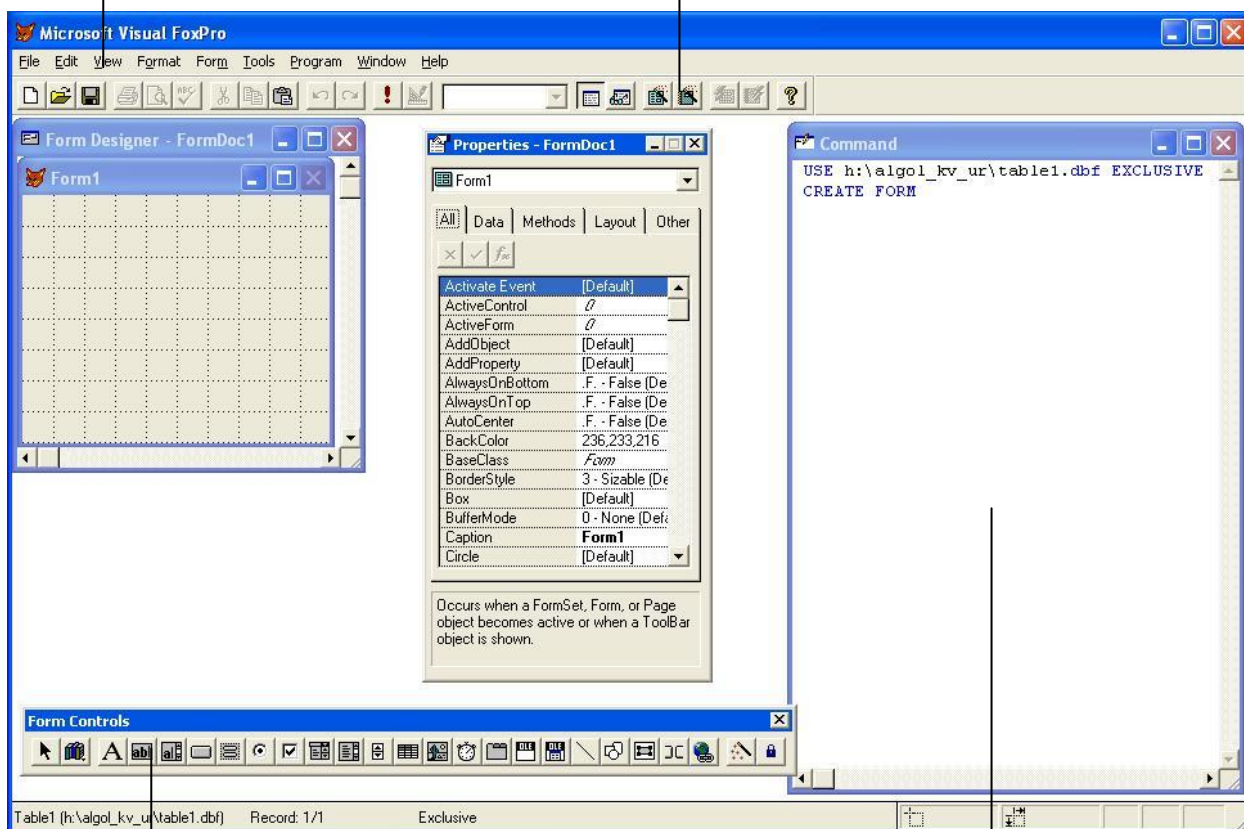 Microsoft Visual FoxPro
File Edit View Format Form Tools Program Window Help
Form Designer - FormDoc1
Form1
Properties - FormDoc1
Form1
All Data Methods Layout Other
Activate Event [Default]
ActiveControl 0
ActiveForm 0
AddObject [Default]
AddProperty [Default]
AlwaysOnBottom .F. - False (De
AlwaysOnTop .F. - False (De
AutoCenter .F. - False (De
BackColor 236,233,216
BaseClass Form
BorderStyle 3 - Sizable (De
Box [Default]
BufferMode 0 - None (Defa
Caption Form1
Circle [Default]
Occurs when a FormSet, Form, or Page
object becomes active or when a ToolBar
object is shown.
Command
USE h:\algol_kv_ur\table1.dbf EXCLUSIVE
CREATE FORM
Form Controls
Table1 (h:\algol_kv_ur\table1.dbf) Record: 1/1 Exclusive